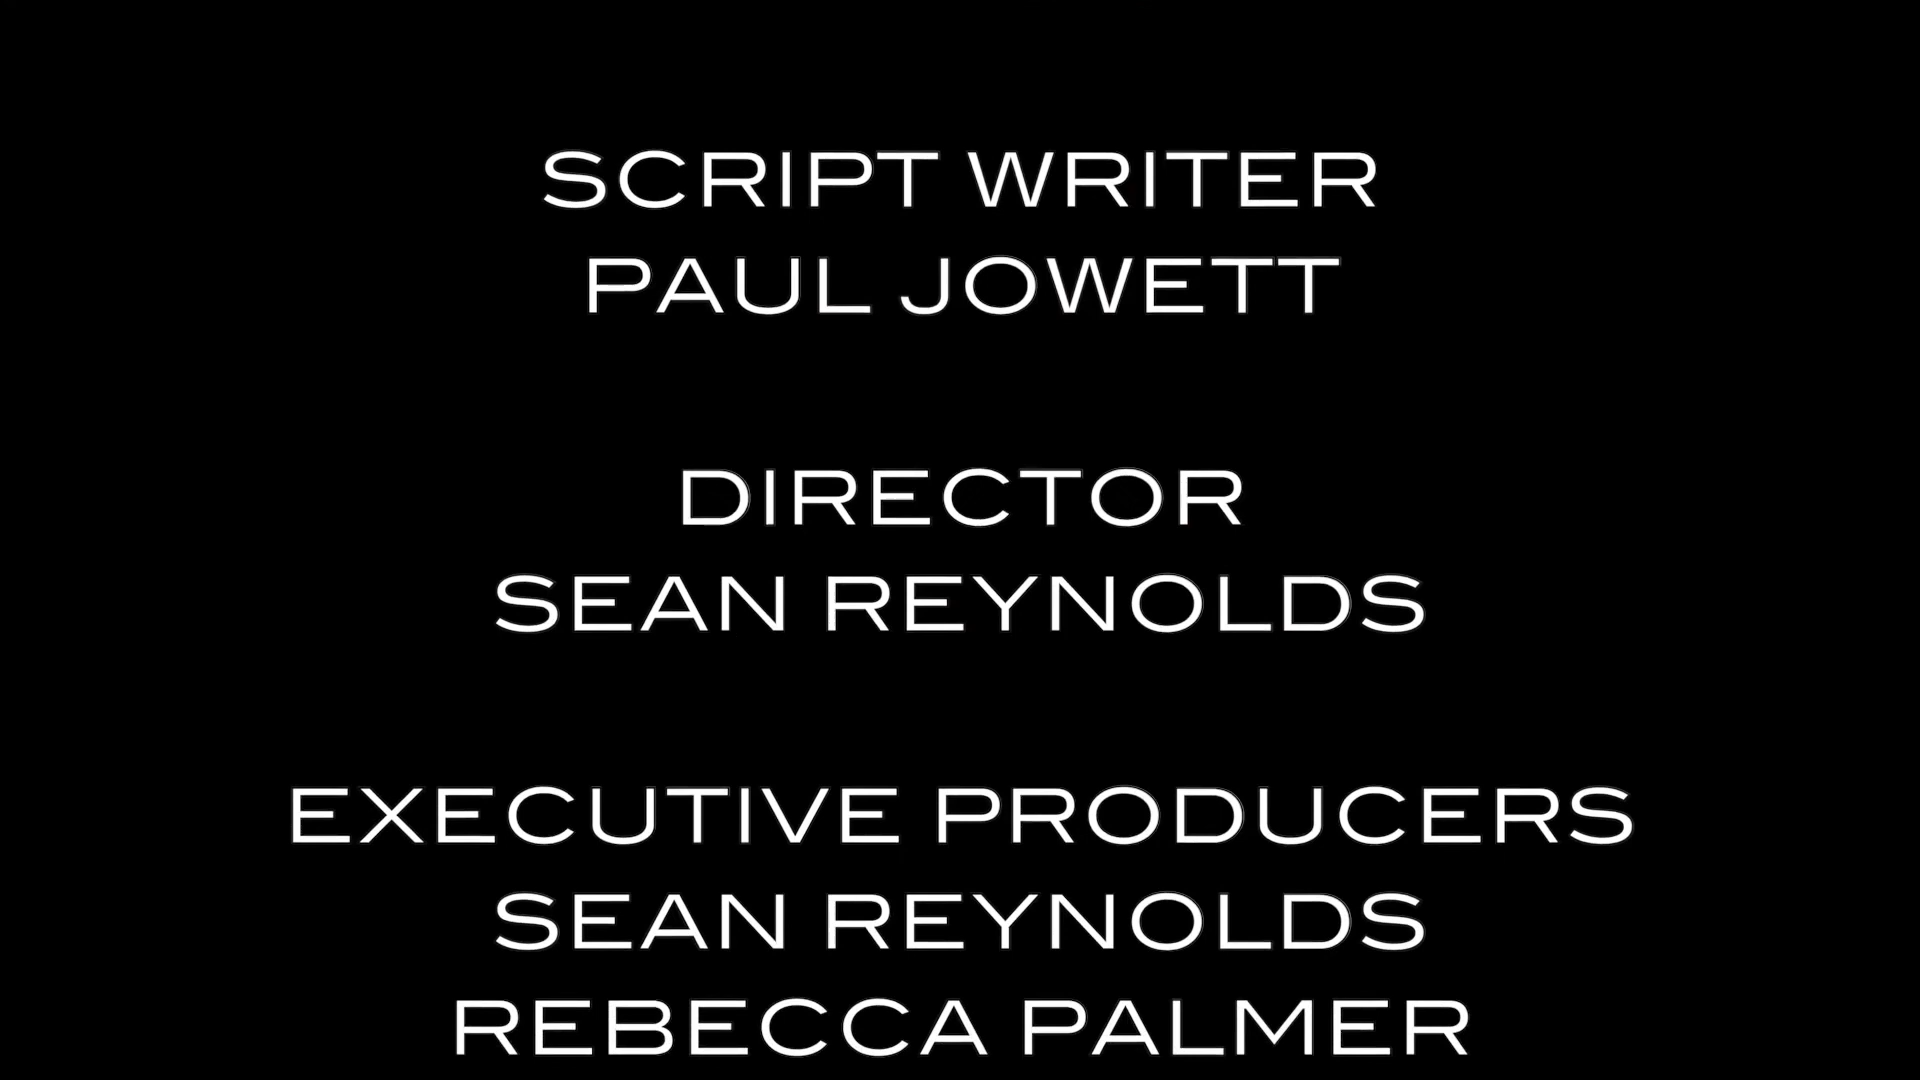 SCRIPT WRITER
PAUL JOWETT
DIRECTOR
SEAN REYNOLDS
EXECUTIVE PRODUCERS
SEAN REYNOLDS
REBECCA PALMER